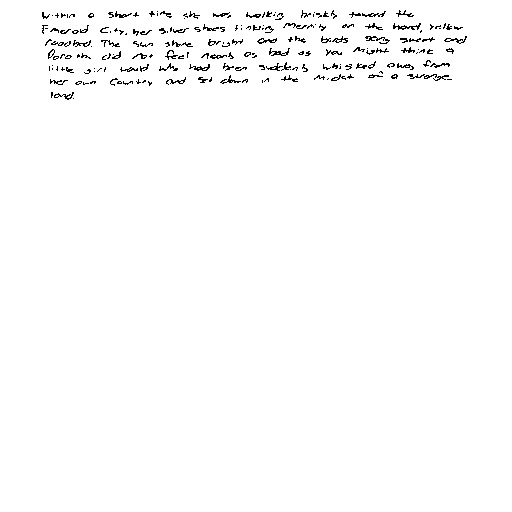 Within a short time she was walking briskly toward the
Emerald City, her silver shoes tinkling merrily on the hard, yellow
roadbed. The sun shone bright and the birds sang sweet and
Dorothy did not feel nearly as bad as you might think a
little girl would who had been suddenly whisked away from
her own country and set down in the midst of a strange
land.